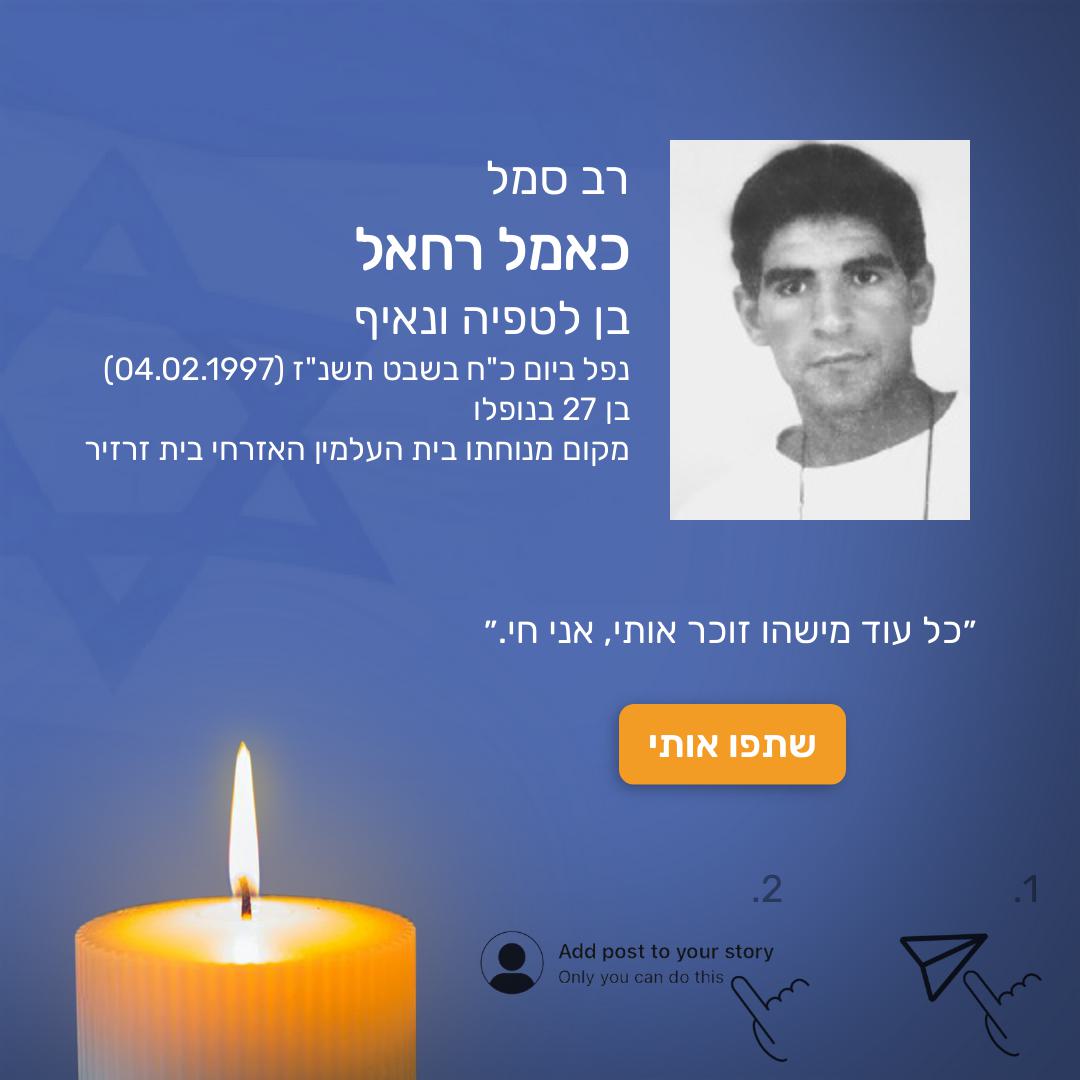 רב סמל
כאמל רחאל
בן לטפיה ונאיף
נפל ביום כ"ח בשבט תשנ"ז (04.02.1997)
בן 27 בנופלו
מקום מנוחתו בית העלמין האזרחי בית זרזיר
״כל עוד מישהו זוכר אותי, אני חי.״
שתפו אותי
1.
2.
Add post to your story
Only you can do this